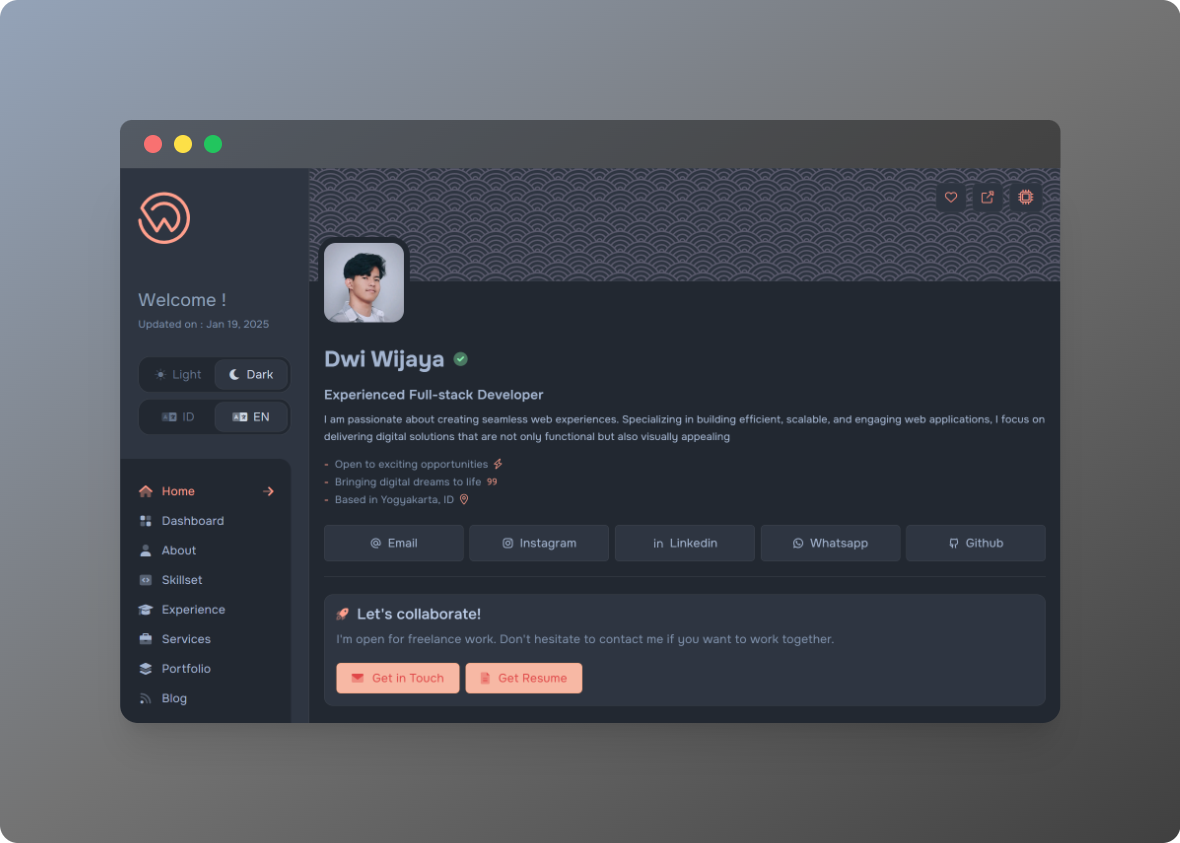 Welcome !
Updated on : Jan 19, 2025
Light
Dark
ID
EN
Home
Dashboard
About
Skillset
Experience
Services
Portfolio
Blog
Dwi Wijaya
Experienced Full-stack Developer
I am passionate about creating seamless web experiences. Specializing in building efficient, scalable, and engaging web applications, I focus on
delivering digital solutions that are not only functional but also visually appealing
- Open to exciting opportunities
- Bringing digital dreams to life
- Based in Yogyakarta, ID
Email
Instagram
in Linkedin
Whatsapp
Github
Let's collaborate!
I'm open for freelance work. Don't hesitate to contact me if you want to work together.
Get in Touch
Get Resume